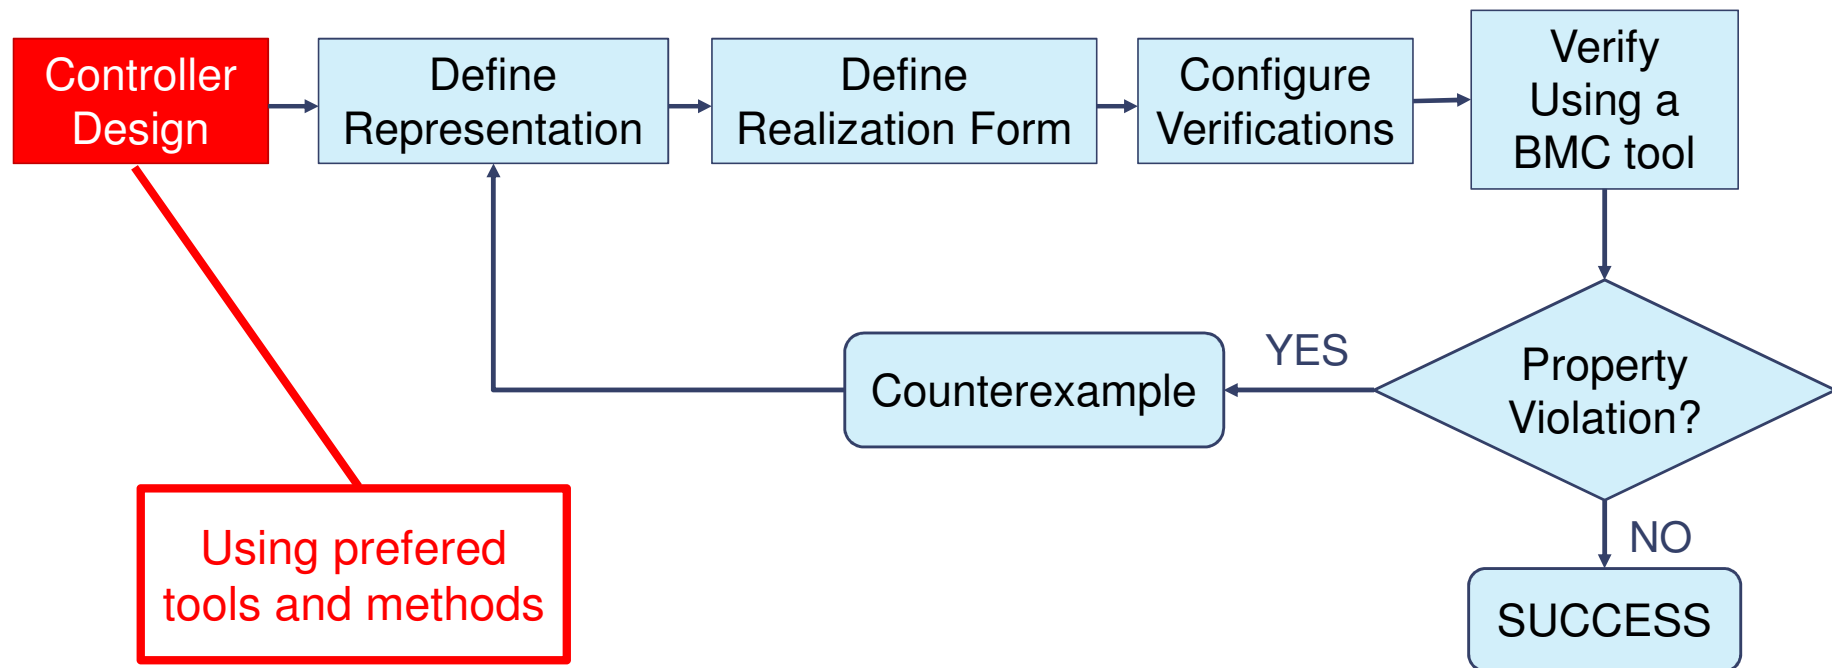 Controller
Design
Define
Representation
Define
Realization Form
Configure
Verifications
Verify
Using a
BMC tool
Property
Violation?
YES
Counterexample
NO
SUCCESS
Using prefered
tools and methods